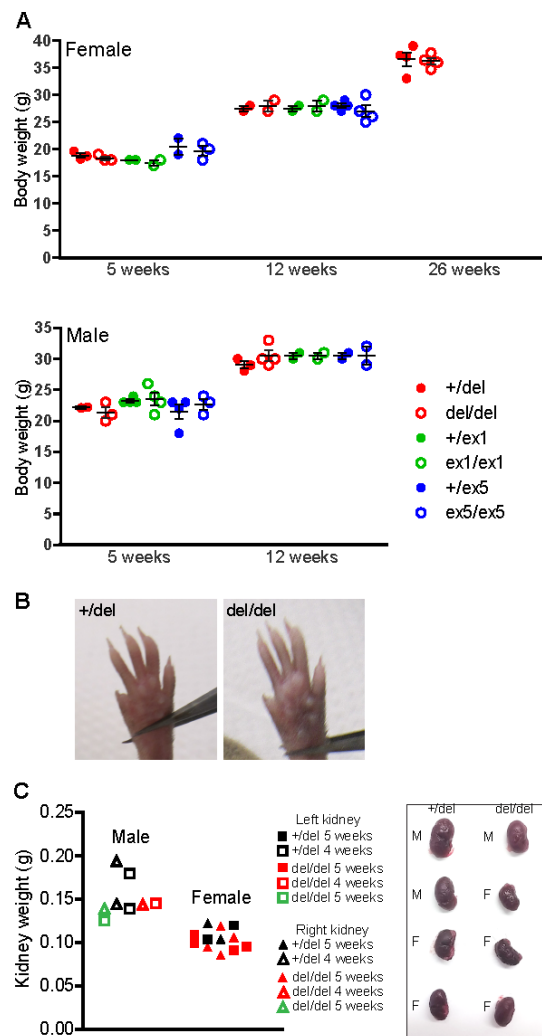 A
Female
Body weight (g)
40
35
30
25
20
15
10
5
0
5 weeks
12 weeks
26 weeks
Male
Body weight (g)
35
30
25
20
15
10
5
0
5 weeks
12 weeks
+/del
del/del
+/ex1
ex1/ex1
+/ex5
ex5/ex5
B
+/del
del/del
C
Kidney weight (g)
0.25
0.20
0.15
0.10
0.05
0.00
Male
Female
Left kidney
+/del 5 weeks
+/del 4 weeks
del/del 5 weeks
del/del 4 weeks
del/del 5 weeks
Right kidney
+/del 5 weeks
+/del 4 weeks
del/del 5 weeks
del/del 4 weeks
del/del 5 weeks
+/del del/del
M M
M F
F F
F F